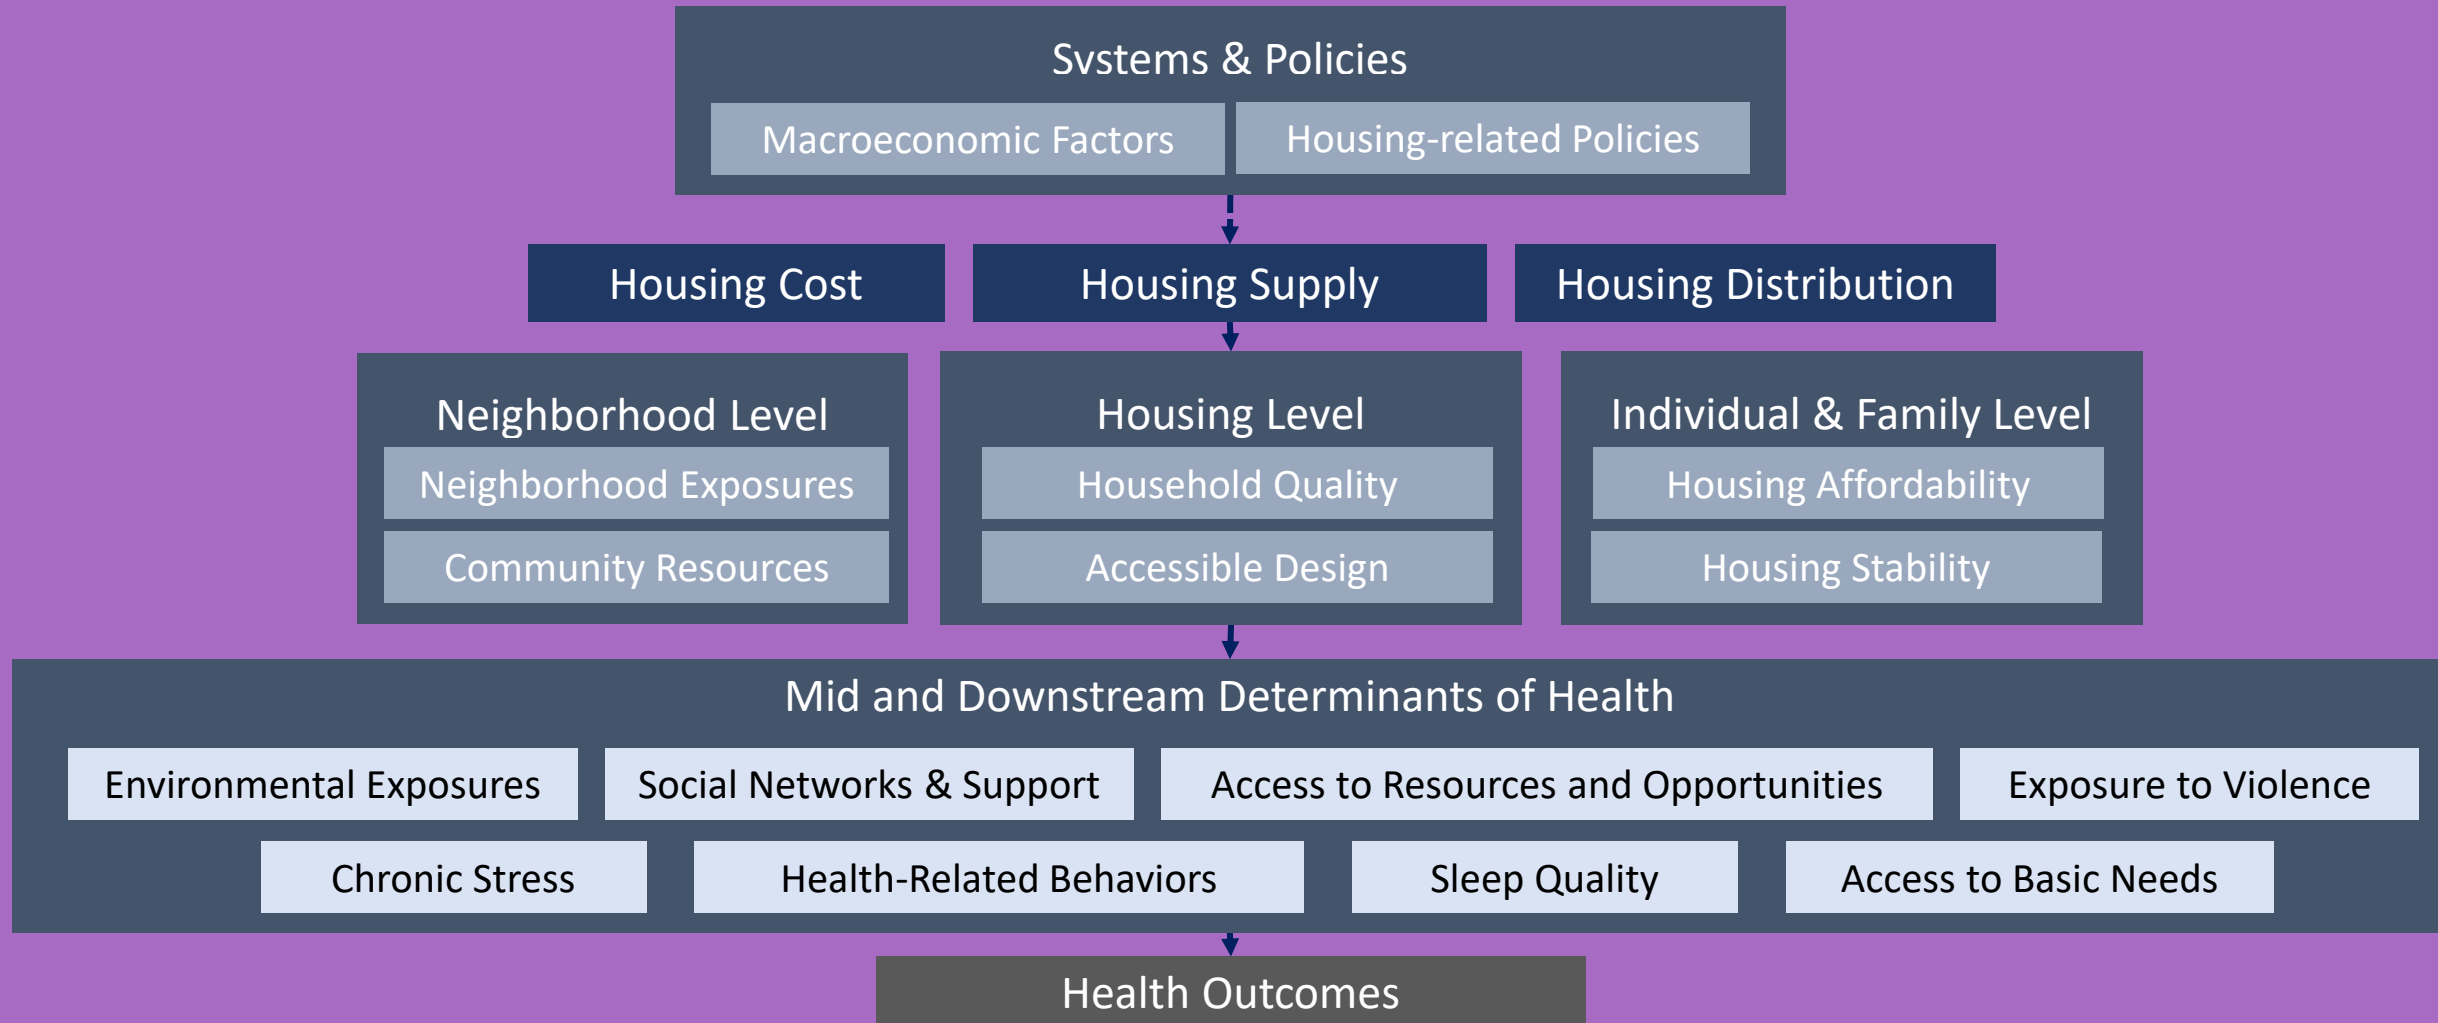 Systems & Policies
Macroeconomic Factors
Housing-related Policies
Housing Cost
Housing Supply
Housing Distribution
Neighborhood Level
Neighborhood Exposures
Community Resources
Housing Level
Household Quality
Accessible Design
Individual & Family Level
Housing Affordability
Housing Stability
Mid and Downstream Determinants of Health
Environmental Exposures
Social Networks & Support
Access to Resources and Opportunities
Exposure to Violence
Chronic Stress
Health-Related Behaviors
Sleep Quality
Access to Basic Needs
Health Outcomes